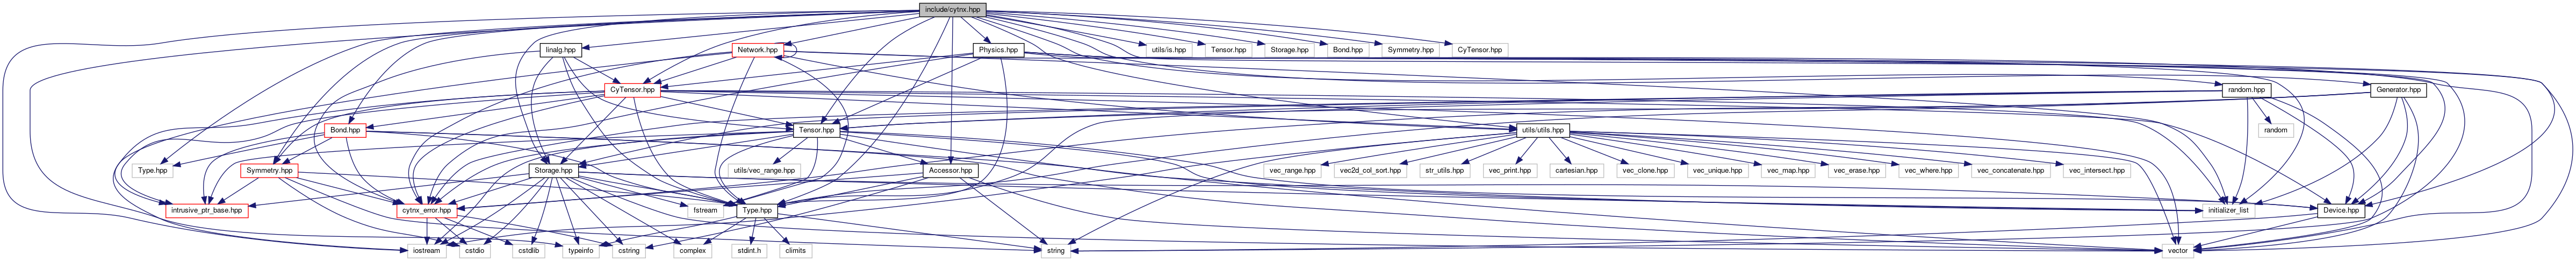 include/cytnx.hpp
linalg.hpp
Network.hpp
Physics.hpp
utils/is.hpp
Tensor.hpp
Storage.hpp
Bond.hpp
Symmetry.hpp
CyTensor.hpp
CyTensor.hpp
random.hpp
Generator.hpp
Bond.hpp
Tensor.hpp
utils/utils.hpp
random
Type.hpp
Symmetry.hpp
utils/vec_range.hpp
Storage.hpp
Accessor.hpp
vec_range.hpp
vec2d_col_sort.hpp
str_utils.hpp
vec_print.hpp
cartesian.hpp
vec_clone.hpp
vec_unique.hpp
vec_map.hpp
vec_erase.hpp
vec_where.hpp
vec_concatenate.hpp
vec_intersect.hpp
intrusive_ptr_base.hpp
cytnx_error.hpp
fstream
Type.hpp
initializer_list
Device.hpp
iostream
cstdio
cstdlib
typeinfo
cstring
complex
stdint.h
climits
string
vector